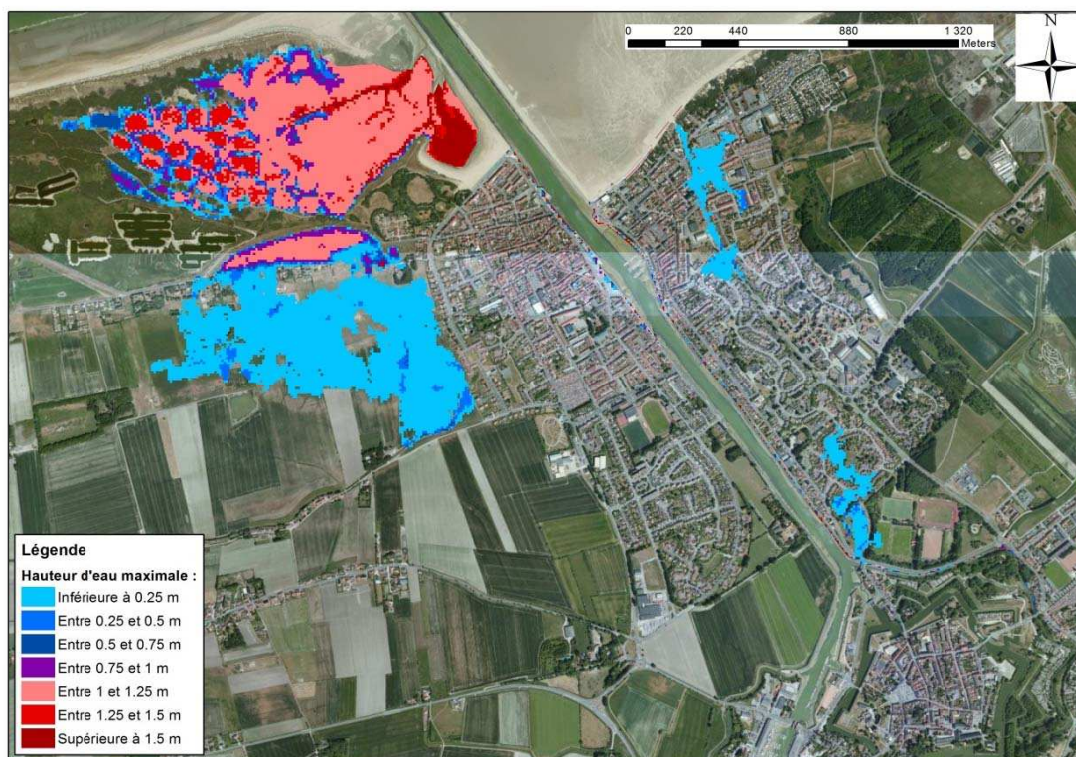 0 220 440 880 1 320
Meters
N
Légende
Hauteur d'eau maximale :
Inférieure à 0.25 m
Entre 0.25 et 0.5 m
Entre 0.5 et 0.75 m
Entre 0.75 et 1 m
Entre 1 et 1.25 m
Entre 1.25 et 1.5 m
Supérieure à 1.5 m